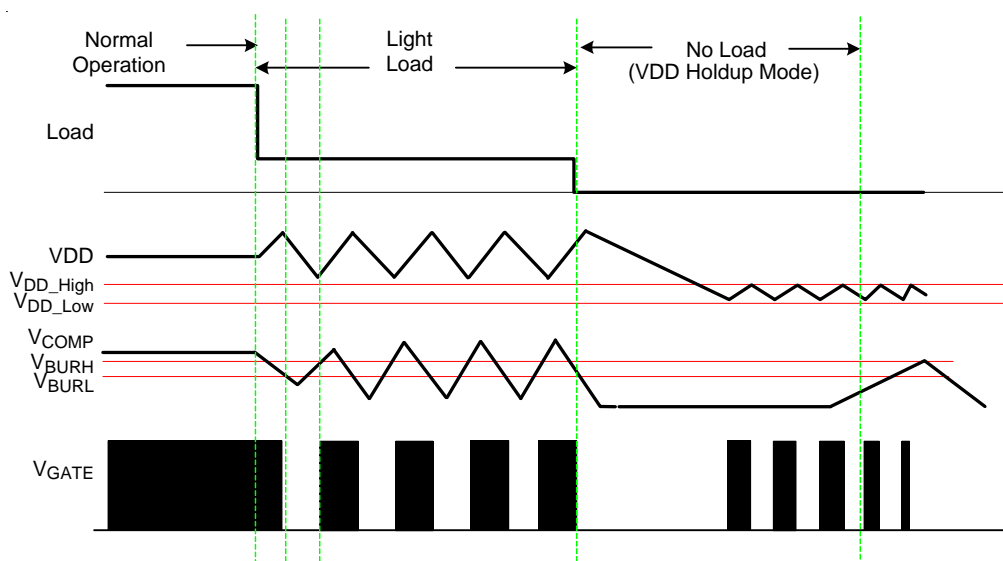 Normal
Operation
Light
Load
No Load
(VDD Holdup Mode)
Load
VDD
VDD_High
VDD_Low
VCOMP
VBURH
VBURL
VGATE